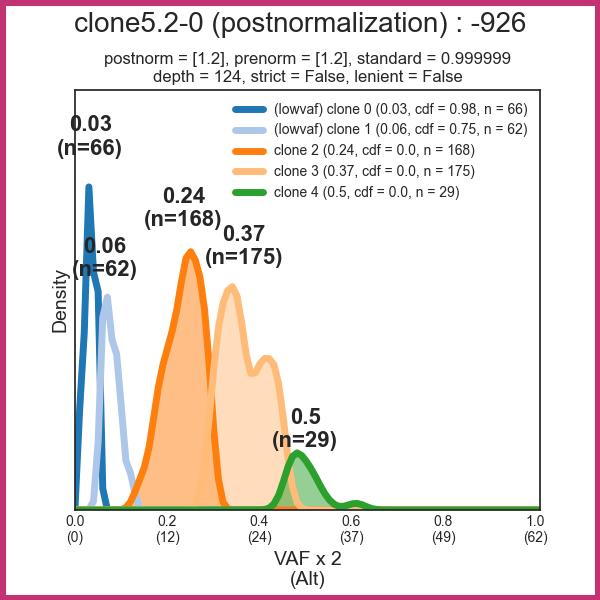 clone5.2-0 (postnormalization) : -926
postnorm = [1.2], prenorm = [1.2], standard = 0.999999
depth = 124, strict = False, lenient = False
(lowvaf) clone 0 (0.03, cdf = 0.98, n = 66)
(lowvaf) clone 1 (0.06, cdf = 0.75, n = 62)
clone 2 (0.24, cdf = 0.0, n = 168)
clone 3 (0.37, cdf = 0.0, n = 175)
clone 4 (0.5, cdf = 0.0, n = 29)
0.03
(n=66)
0.24
(n=168)
0.37
(n=175)
0.06
(n=62)
0.5
(n=29)
Density
0.0 0.2 0.4 0.6 0.8 1.0
(0) (12) (24) (37) (49) (62)
VAF x 2
(Alt)